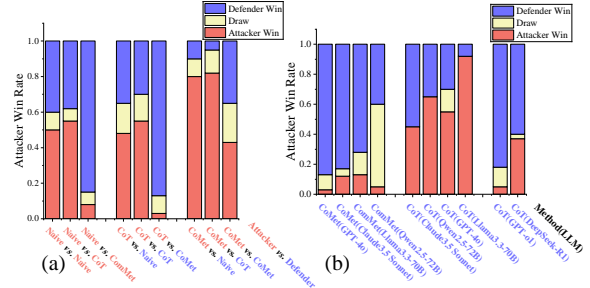 Defender Win
Draw
Attacker Win
1.0
0.8
0.6
0.4
0.2
0.0
Attacker Win Rate
Naive vs. Naive
Naive vs. CoT
Naive vs. ComMet
CoT vs. Naive
CoT vs. CoT
CoT vs. CoMet
CoMet vs. Naive
CoMet vs. CoT
CoMet vs. CoMet
Attacker vs. Defender
(a)
Defender Win
Draw
Attacker Win
1.0
0.8
0.6
0.4
0.2
0.0
Attacker Win Rate
CoMet(GPT-4o)
CoMet(Claude3.5 Sonnet)
ComMet(Llama3.3-70B)
ComMet(Qwen2.5-72B)
CoT(Claude3.5 Sonnet)
CoT(Qwen2.5-72B)
CoT(GPT-4o)
CoT(Llama3.3-70B)
CoT(GPT-o1)
CoT(DeepSeek-R1)
Method(LLM)
(b)